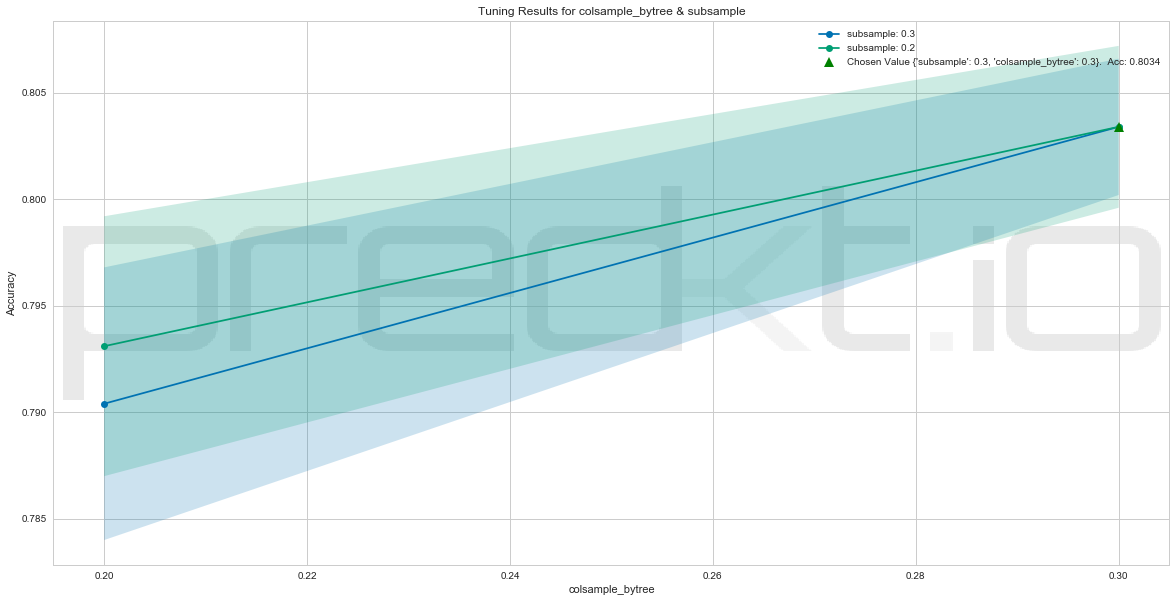 Tuning Results for colsample_bytree & subsample
subsample: 0.3
subsample: 0.2
Chosen Value {'subsample': 0.3, 'colsample_bytree': 0.3}.  Acc: 0.8034
0.805
0.800
0.795
0.790
0.785
Accuracy
preckt.io
0.20
0.22
0.24
0.26
0.28
0.30
colsample_bytree